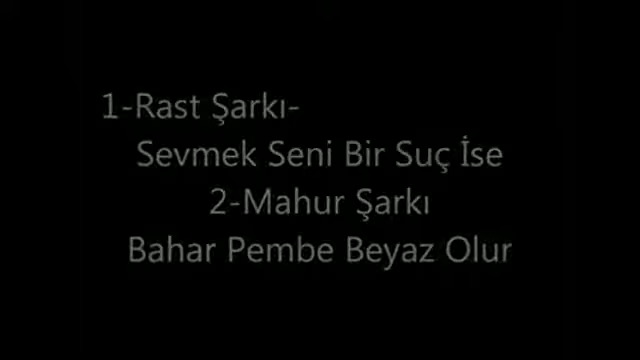 1-Rast Şarkı-
Sevmek Seni Bir Suç İse
2-Mahur Şarkı
Bahar Pembe Beyaz Olur